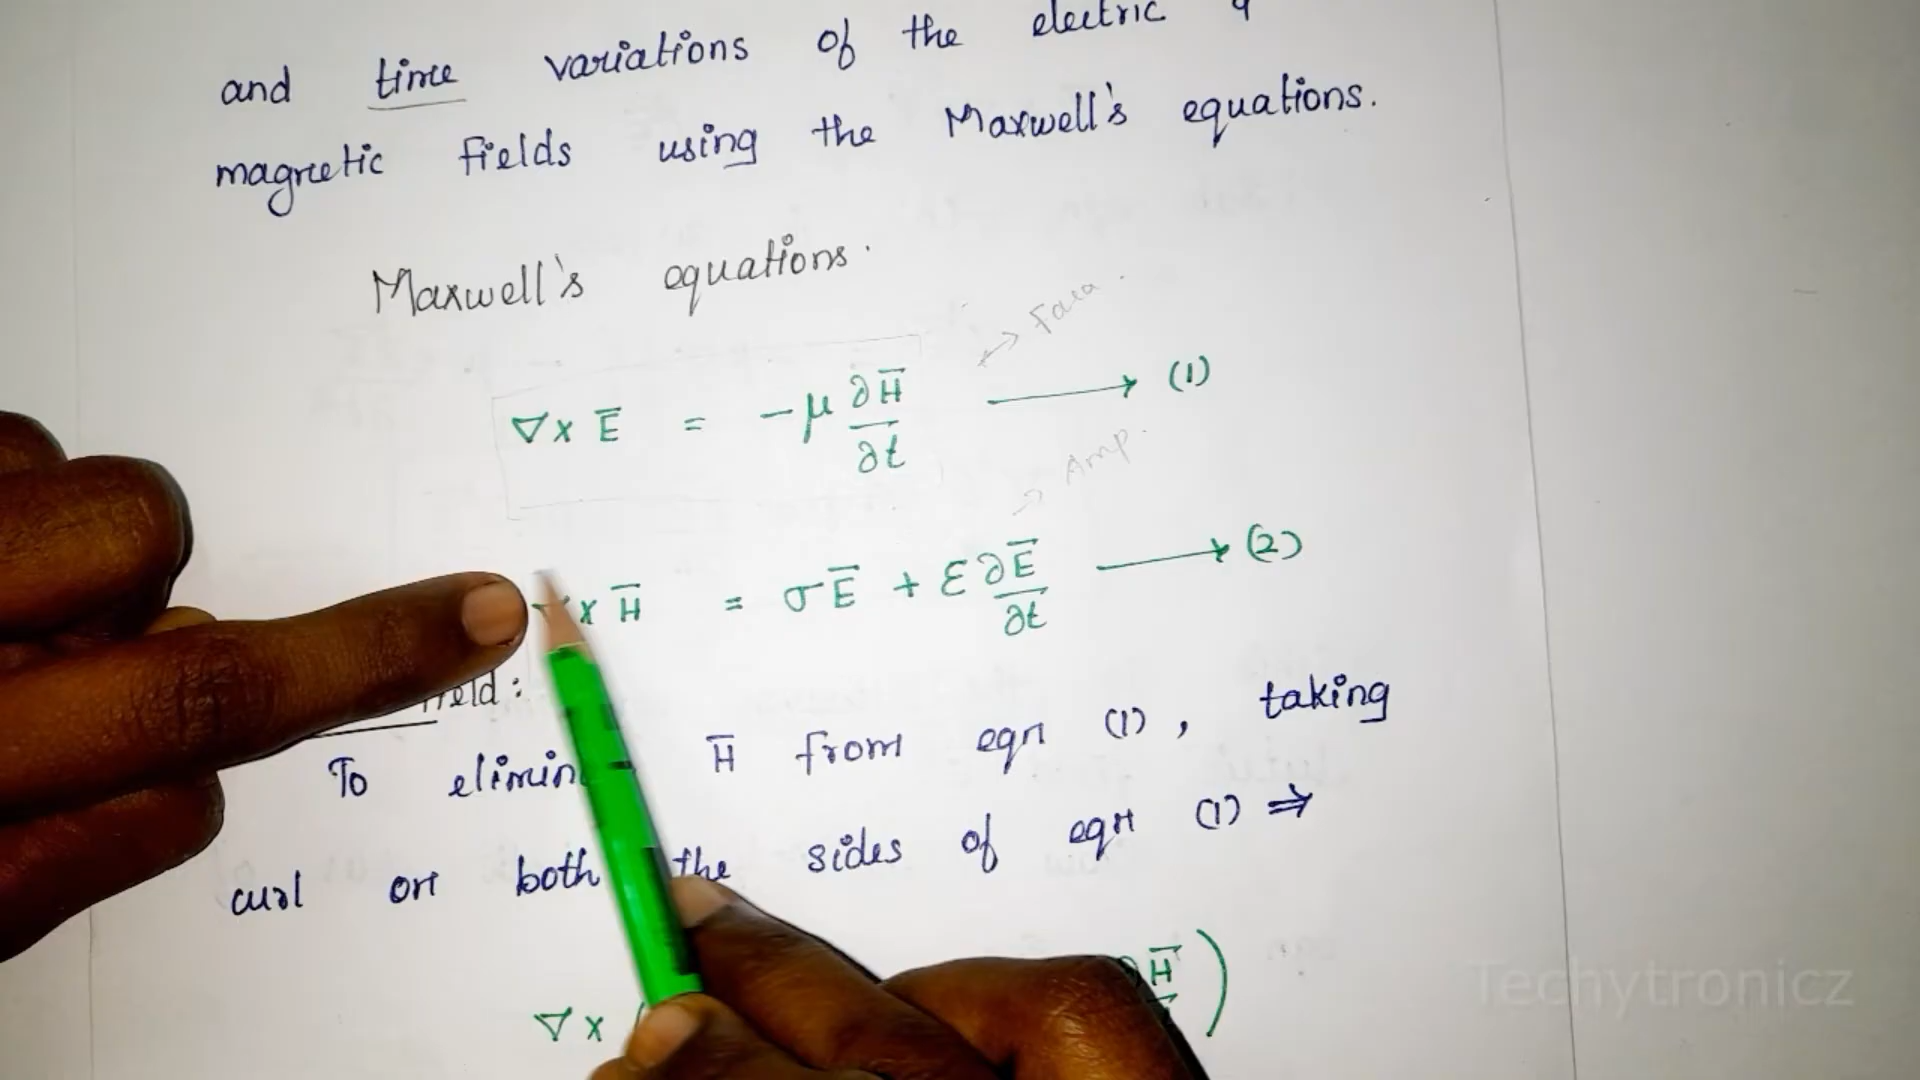 and time variations of the electric
magnetic fields using the Maxwell's equations.
Maxwell's equations.
Fara.
∇ x E̅ = -μ ∂H̅/∂t ⟶ (1)
Amp.
∇ x H̅ = σE̅ + ε ∂E̅/∂t ⟶ (2)
To H̅ from eqn (1), taking
curl on both the sides of eqn (1) ⇒
∇ x ( H̅ )
Techytronicz